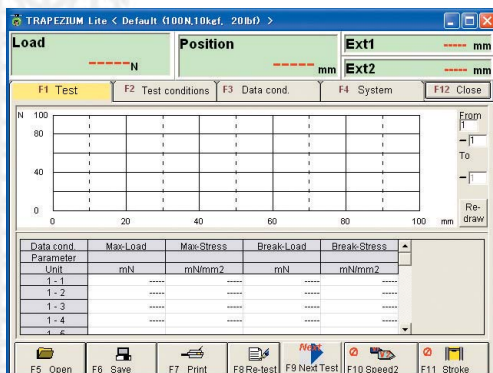 TRAPEZIUM Lite < Default (100N,10kgf, 20lbf) >
Load Position Ext1 ----- mm
-----N ----- mm Ext2 ----- mm
F1 Test F2 Test conditions F3 Data cond. F4 System F12 Close
N 100 From
80 1
- 1
To
40 - 1
0 Re-
0 20 40 60 80 100 mm draw
Data cond. Max-Load Max-Stress Break-Load Break-Stress
Parameter
Unit mN mN/mm2 mN mN/mm2
1 - 1 ----- ----- ----- -----
1 - 2 ----- ----- ----- -----
1 - 3 ----- ----- ----- -----
1 - 4 ----- ----- ----- -----
Next
F5 Open F6 Save F7 Print F8 Re-test F9 Next Test F10 Speed2 F11 Stroke